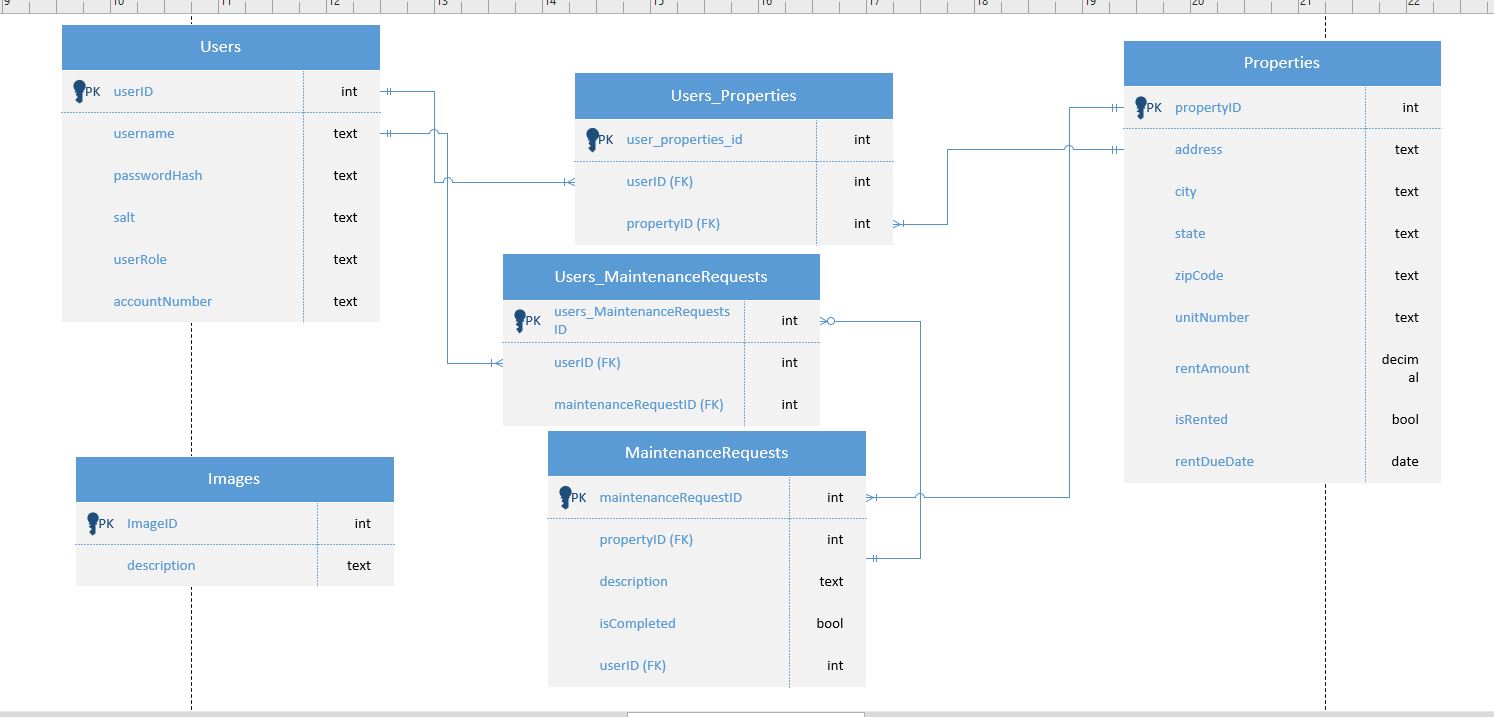 9 10 11 12 13 14 15 16 17 18 19 20 21 22
Users
PK userID int
username text
passwordHash text
salt text
userRole text
accountNumber text
Users_Properties
PK user_properties_id int
userID (FK) int
propertyID (FK) int
Properties
PK propertyID int
address text
city text
state text
zipCode text
unitNumber text
rentAmount decim
al
isRented bool
rentDueDate date
Users_MaintenanceRequests
PK users_MaintenanceRequests int
ID
userID (FK) int
maintenanceRequestID (FK) int
Images
PK ImageID int
description text
MaintenanceRequests
PK maintenanceRequestID int
propertyID (FK) int
description text
isCompleted bool
userID (FK) int